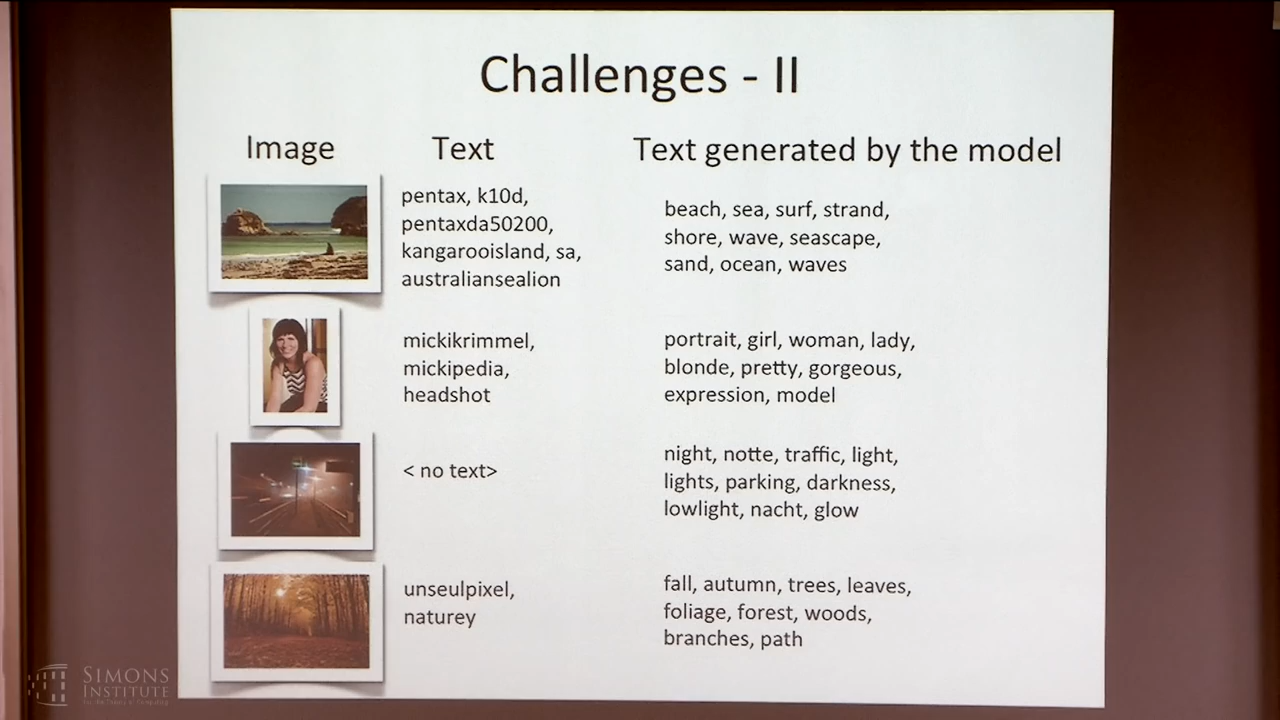 Challenges - II
Image
Text
Text generated by the model
pentax, k10d,
pentaxda50200,
kangarooisland, sa,
australiansealion
beach, sea, surf, strand,
shore, wave, seascape,
sand, ocean, waves
mickikrimmel,
mickipedia,
headshot
portrait, girl, woman, lady,
blonde, pretty, gorgeous,
expression, model
< no text>
night, notte, traffic, light,
lights, parking, darkness,
lowlight, nacht, glow
unseulpixel,
naturey
fall, autumn, trees, leaves,
foliage, forest, woods,
branches, path
SIMONS
INSTITUTE